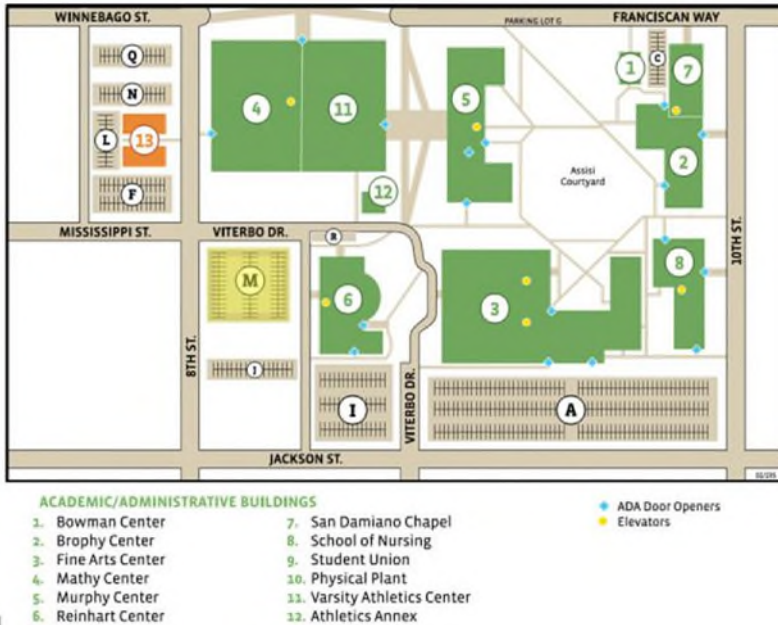 WINNEBAGO ST.
PARKING LOT G
FRANCISCAN WAY
Q
N
L
13
F
4
11
5
1
C
7
2
12
Assisi
Courtyard
MISSISSIPPI ST.
VITERBO DR.
R
10TH ST.
M
6
3
8
8TH ST.
J
I
VITERBO DR.
A
JACKSON ST.
ACADEMIC/ADMINISTRATIVE BUILDINGS
1. Bowman Center
2. Brophy Center
3. Fine Arts Center
4. Mathy Center
5. Murphy Center
6. Reinhart Center
7. San Damiano Chapel
8. School of Nursing
9. Student Union
10. Physical Plant
11. Varsity Athletics Center
12. Athletics Annex
ADA Door Openers
Elevators